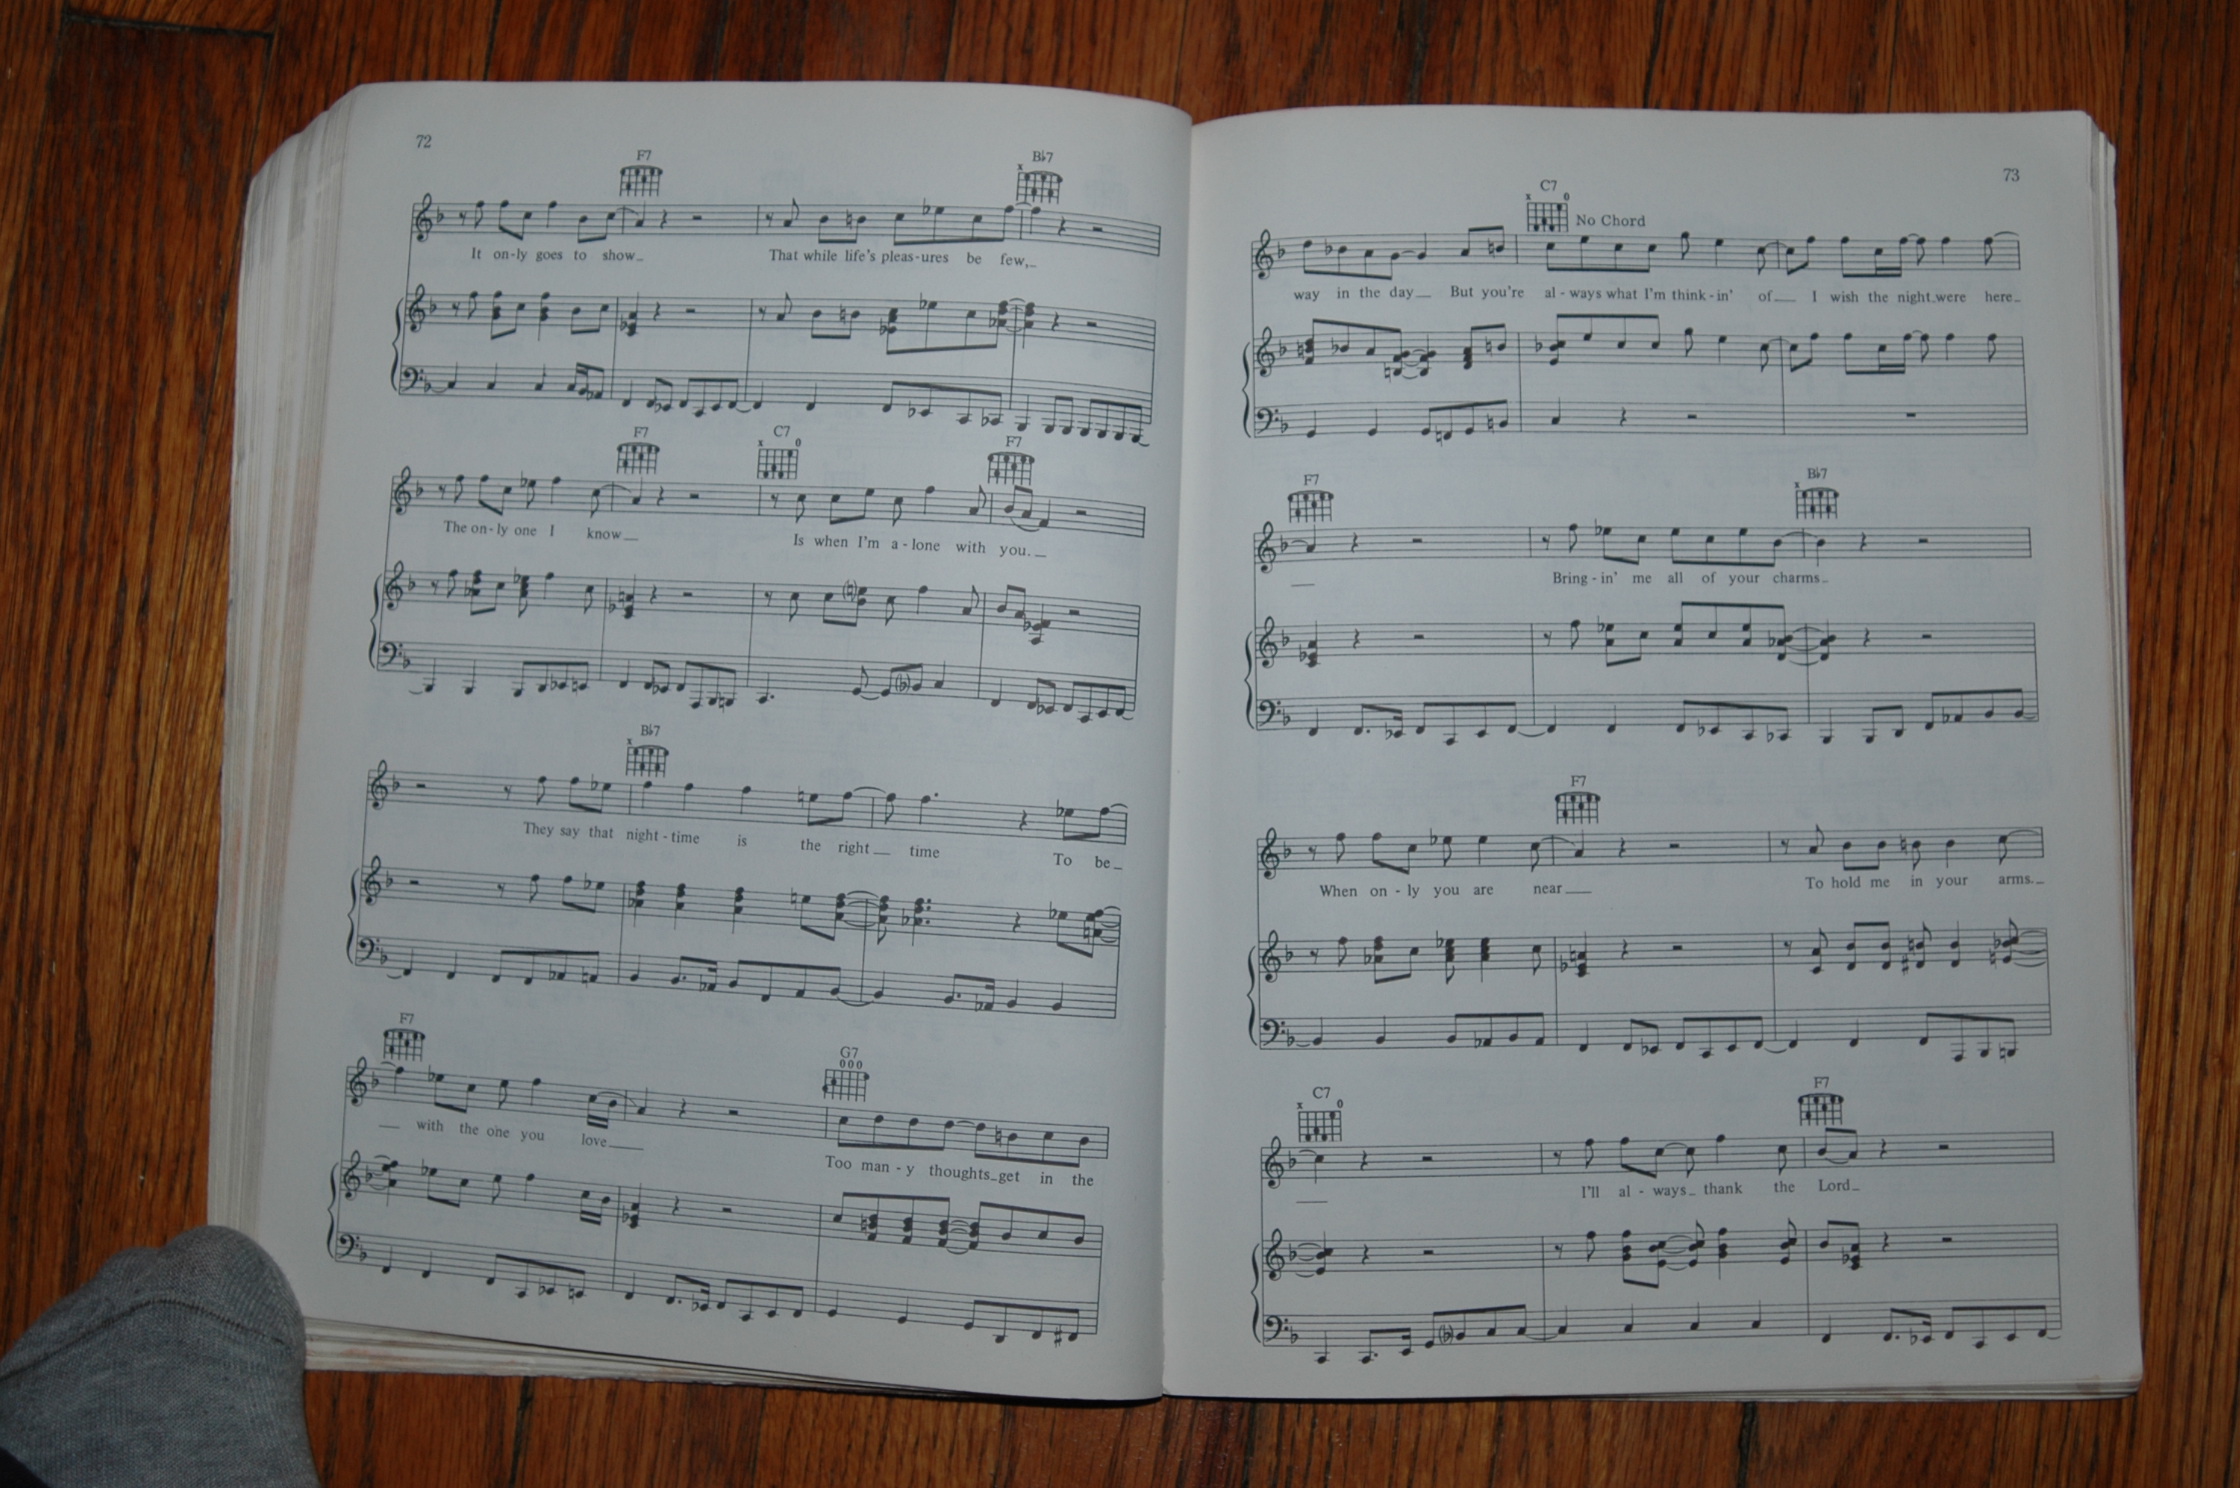 72
F7 B♭7
It on-ly goes to show_ That while life's pleas-ures be few,_
F7 C7 F7
The on-ly one I know_ Is when I'm a-lone with you._
B♭7
They say that night-time is the right_ time To be_
F7 G7
_ with the one you love_ Too man-y thoughts_get in the
73
C7 No Chord
way in the day_ But you're al-ways what I'm think-in' of_ I wish the night_were here_
F7 B♭7
_ Bring-in' me all of your charms_
F7
When on-ly you are near_ To hold me in your arms._
C7 F7
_ I'll al-ways_ thank the Lord_